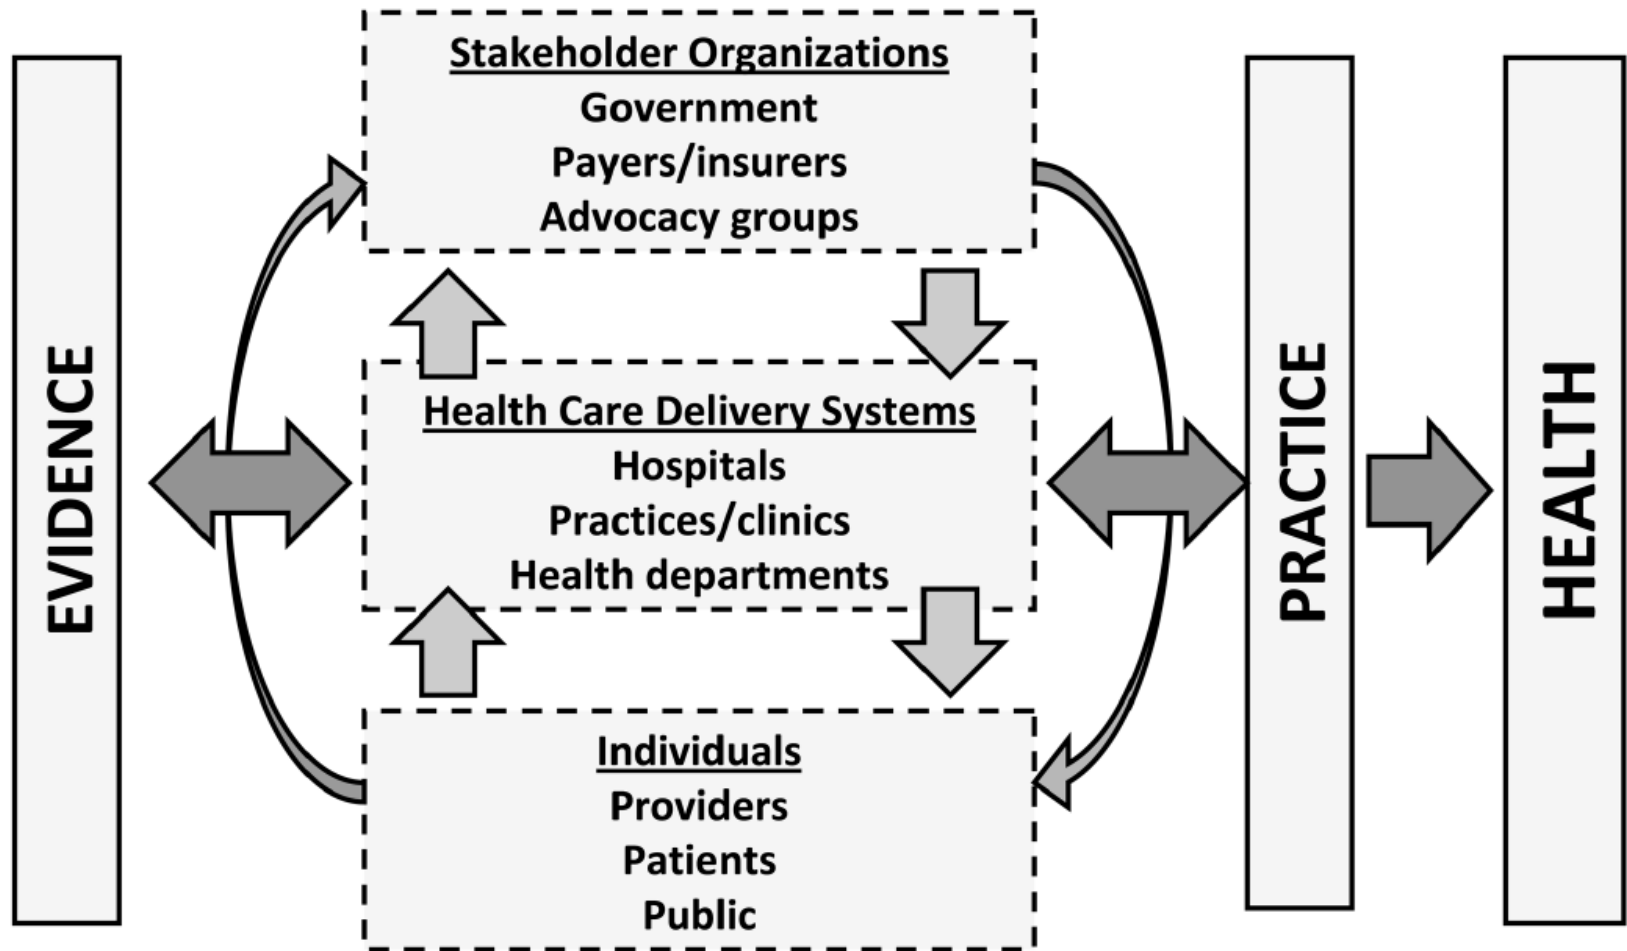 EVIDENCE
Stakeholder Organizations
Government
Payers/insurers
Advocacy groups
Health Care Delivery Systems
Hospitals
Practices/clinics
Health departments
Individuals
Providers
Patients
Public
PRACTICE
HEALTH